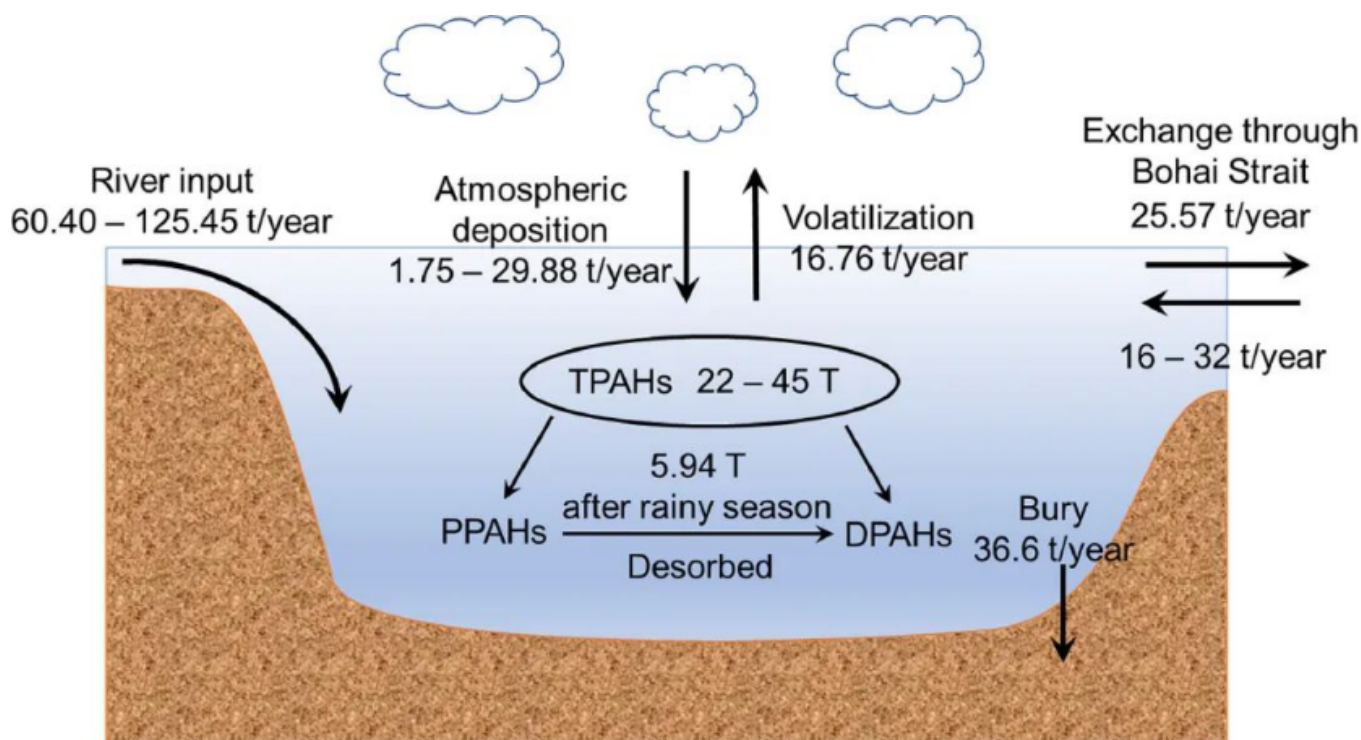 River input
60.40 – 125.45 t/year
Atmospheric
deposition
1.75 – 29.88 t/year
Volatilization
16.76 t/year
Exchange through
Bohai Strait
25.57 t/year
16 – 32 t/year
TPAHs 22 – 45 T
5.94 T
after rainy season
PPAHs
DPAHs
Desorbed
Bury
36.6 t/year